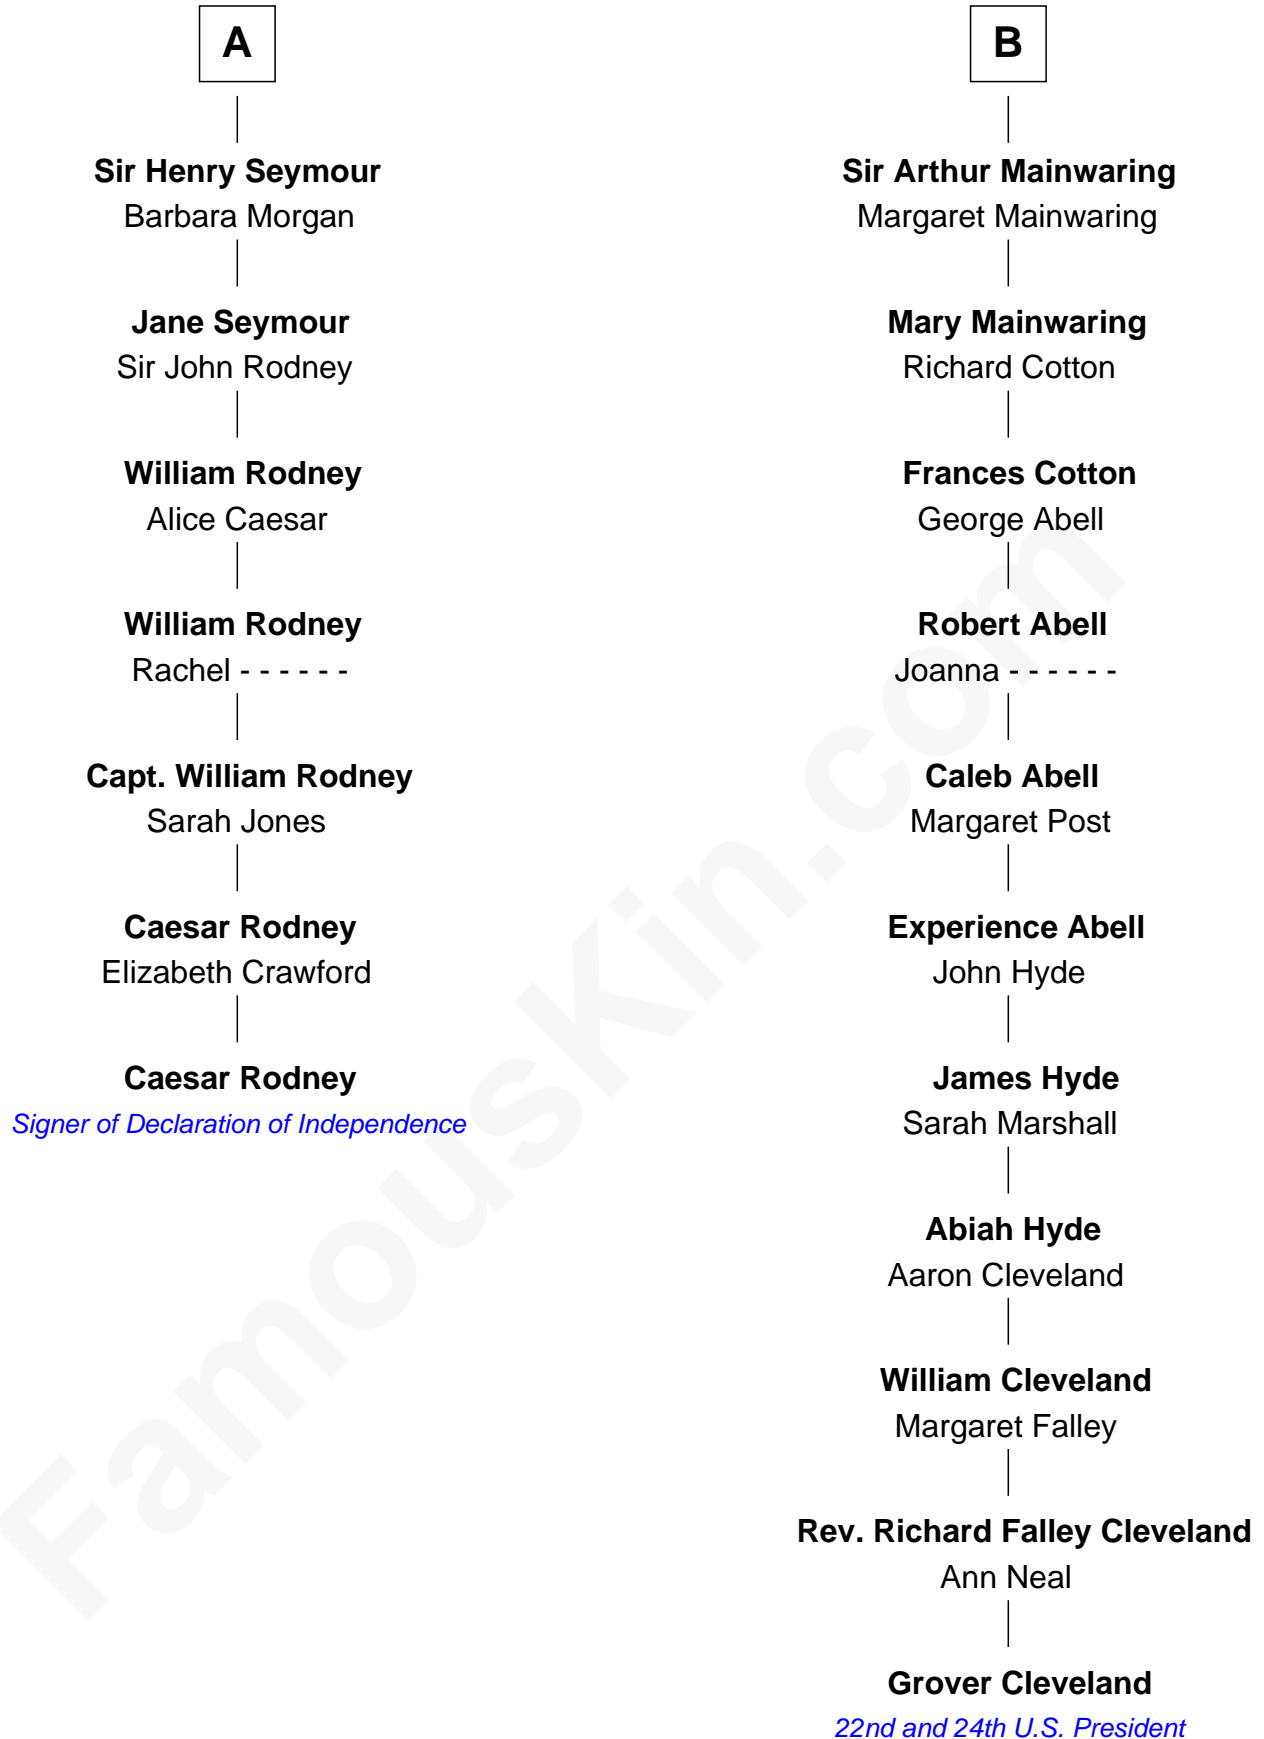 A
Sir Henry Seymour
Barbara Morgan
Jane Seymour
Sir John Rodney
William Rodney
Alice Caesar
William Rodney
Rachel - - - - - -
Capt. William Rodney
Sarah Jones
Caesar Rodney
Elizabeth Crawford
Caesar Rodney
Signer of Declaration of Independence
B
Sir Arthur Mainwaring
Margaret Mainwaring
Mary Mainwaring
Richard Cotton
Frances Cotton
George Abell
Robert Abell
Joanna - - - - - -
Caleb Abell
Margaret Post
Experience Abell
John Hyde
James Hyde
Sarah Marshall
Abiah Hyde
Aaron Cleveland
William Cleveland
Margaret Falley
Rev. Richard Falley Cleveland
Ann Neal
Grover Cleveland
22nd and 24th U.S. President
FamousKin.com